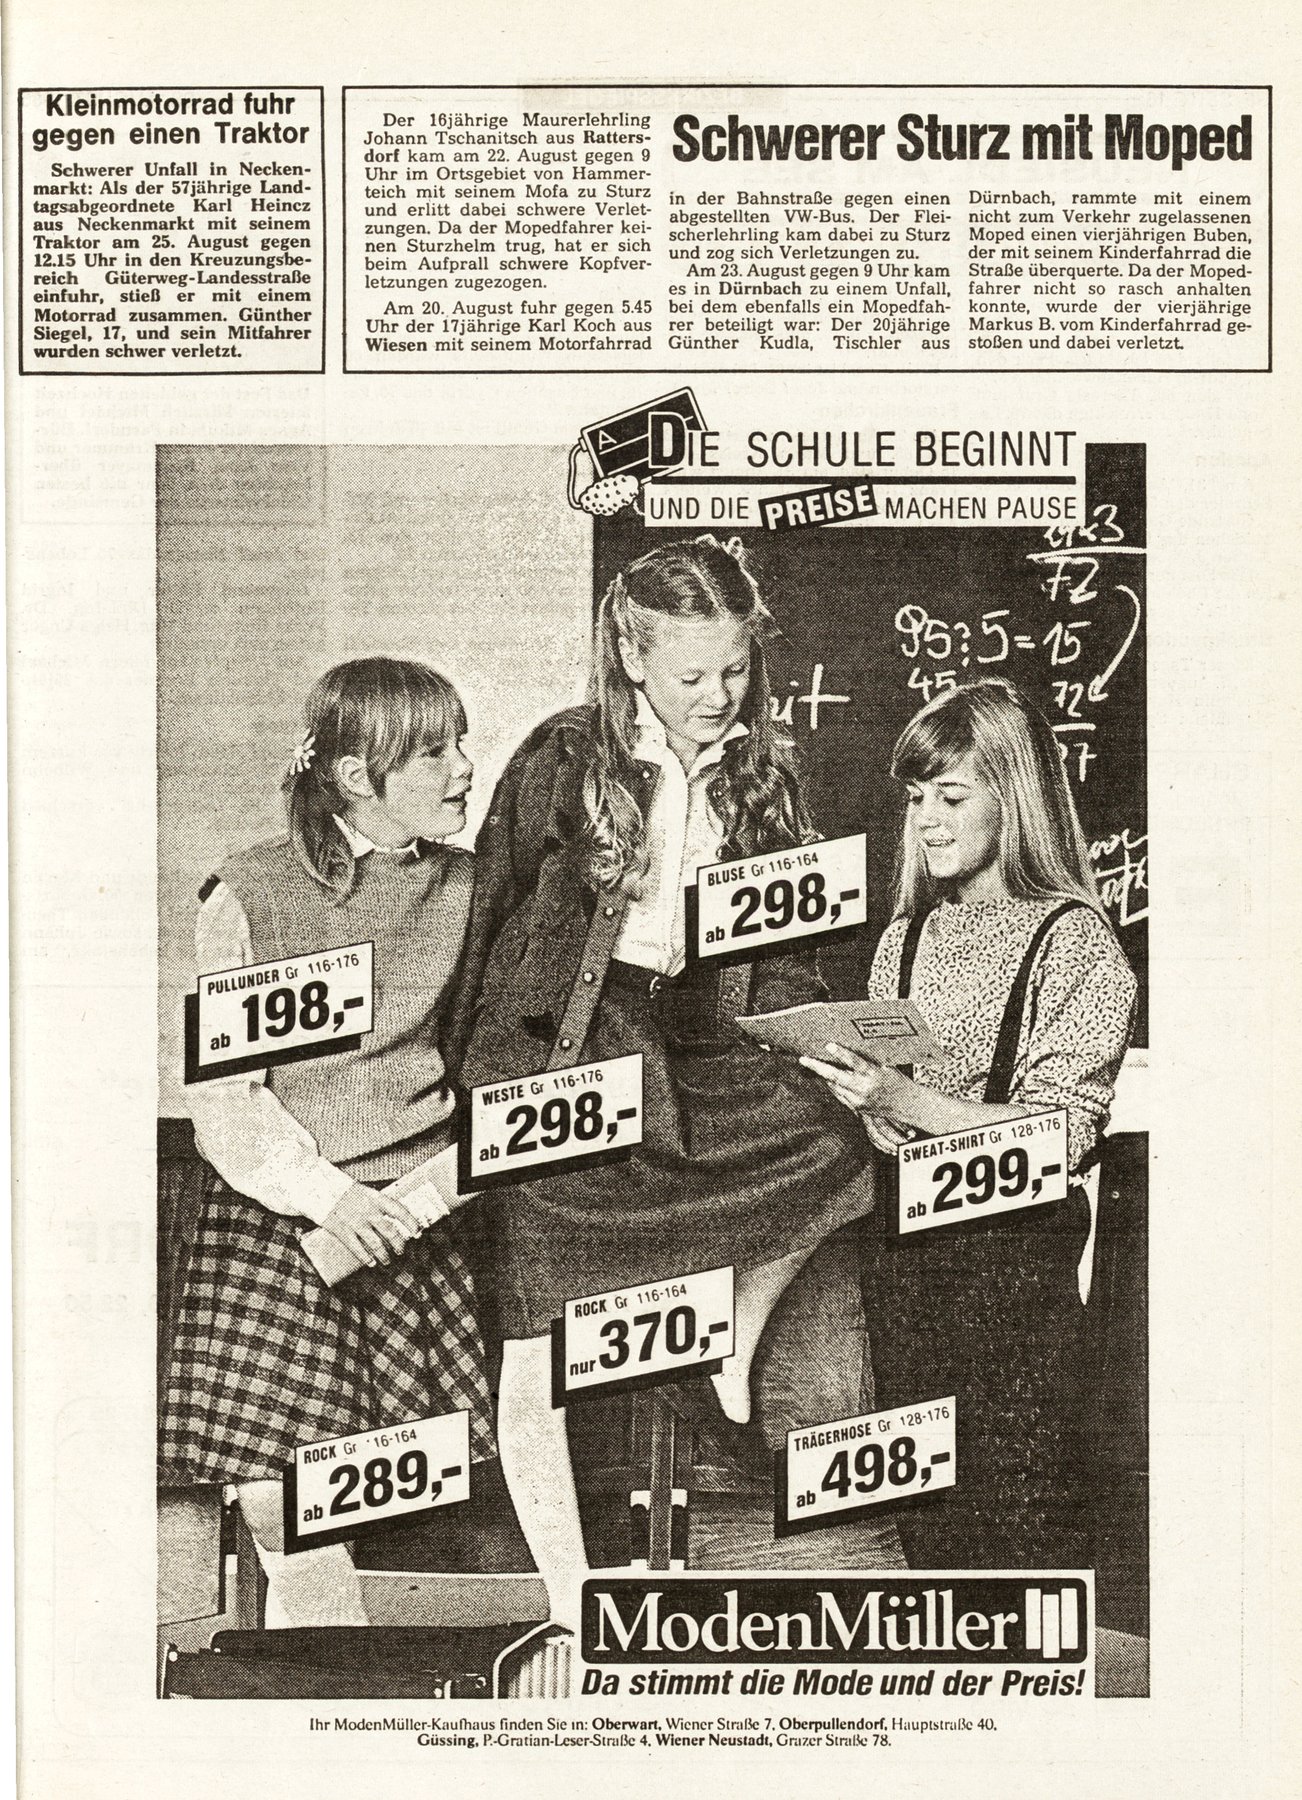 Kleinmotorrad fuhr
gegen einen Traktor
Schwerer Unfall in Necken-
markt: Als der 57jährige Land-
tagsabgeordnete Karl Heincz
aus Neckenmarkt mit seinem
Traktor am 25. August gegen
12.15 Uhr in den Kreuzungsbe-
reich Güterweg-Landesstraße
einfuhr, stieß er mit einem
Motorrad zusammen. Günther
Siegel, 17, und sein Mitfahrer
wurden schwer verletzt.
Schwerer Sturz mit Moped
Der 16jährige Maurerlehrling
Johann Tschanitsch aus Ratters-
dorf kam am 22. August gegen 9
Uhr im Ortsgebiet von Hammer-
teich mit seinem Mofa zu Sturz
und erlitt dabei schwere Verlet-
zungen. Da der Mopedfahrer kei-
nen Sturzhelm trug, hat er sich
beim Aufprall schwere Kopfver-
letzungen zugezogen.
Am 20. August fuhr gegen 5.45
Uhr der 17jährige Karl Koch aus
Wiesen mit seinem Motorfahrrad
in der Bahnstraße gegen einen
abgestellten VW-Bus. Der Flei-
scherlehrling kam dabei zu Sturz
und zog sich Verletzungen zu.
Am 23. August gegen 9 Uhr kam
es in Dürnbach zu einem Unfall,
bei dem ebenfalls ein Mopedfah-
rer beteiligt war: Der 20jährige
Günther Kudla, Tischler aus
Dürnbach, rammte mit einem
nicht zum Verkehr zugelassenen
Moped einen vierjährigen Buben,
der mit seinem Kinderfahrrad die
Straße überquerte. Da der Moped-
fahrer nicht so rasch anhalten
konnte, wurde der vierjährige
Markus B. vom Kinderfahrrad ge-
stoßen und dabei verletzt.
A
DIE SCHULE BEGINNT
UND DIE PREISE MACHEN PAUSE
72
95:5=15
45
72
BLUSE Gr 116-164
ab 298,-
PULLUNDER Gr 116-176
ab 198,-
WESTE Gr 116-176
ab 298,-
SWEAT-SHIRT Gr 128-176
ab 299,-
ROCK Gr 116-164
nur 370,-
TRÄGERHOSE Gr 128-176
ab 498,-
ROCK Gr 16-164
ab 289,-
ModenMüller
Da stimmt die Mode und der Preis!
Ihr ModenMüller-Kaufhaus finden Sie in: Oberwart, Wiener Straße 7, Oberpullendorf, Hauptstraße 40,
Güssing, P.-Gratian-Leser-Straße 4, Wiener Neustadt, Grazer Straße 78.